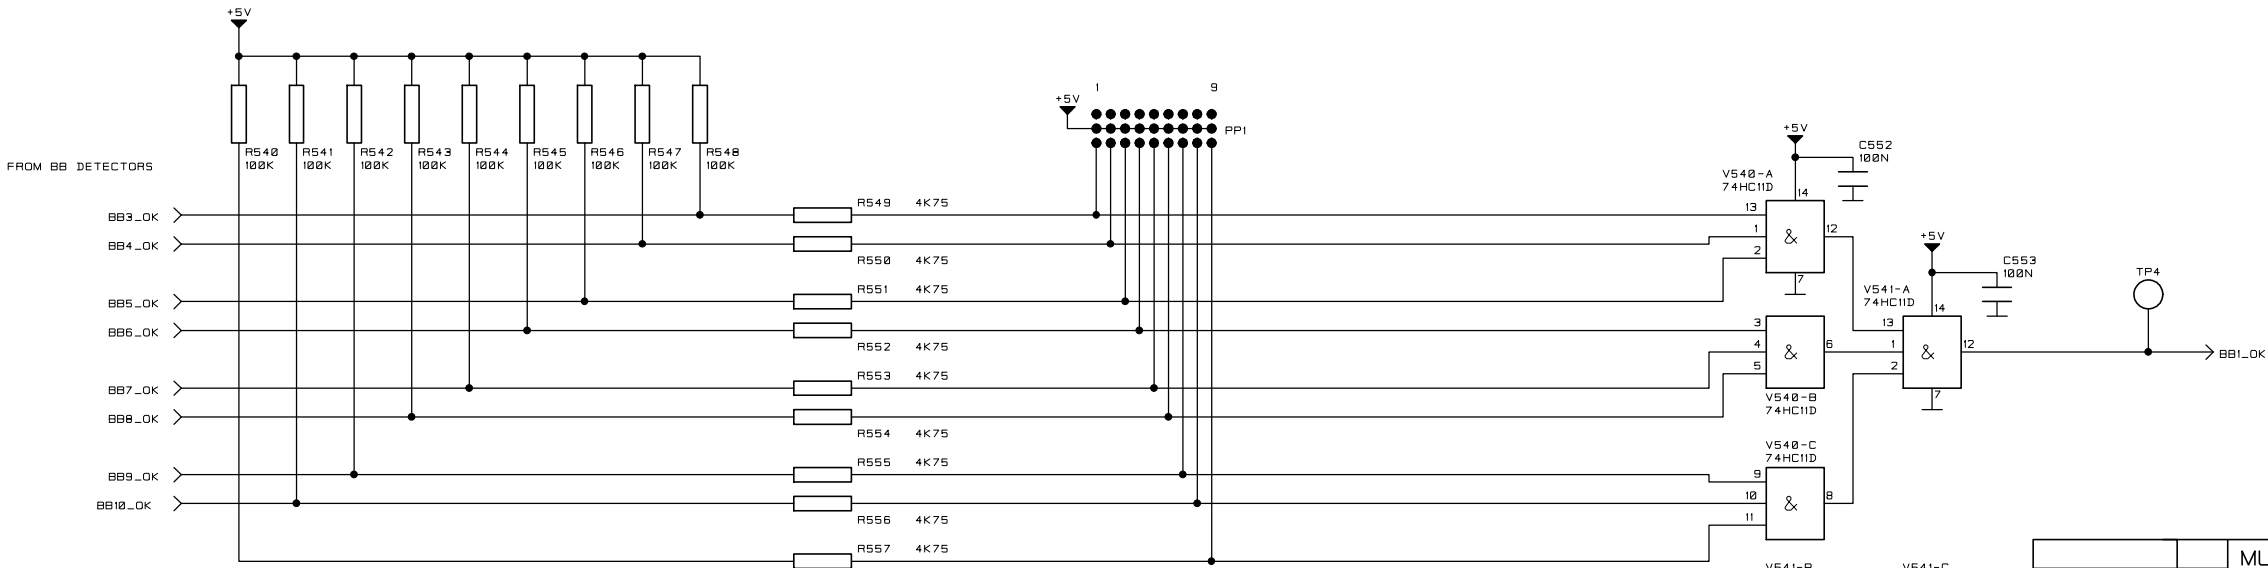 +5V
1 9
+5V
PP1
+5V
C552
100N
R540 R541 R542 R543 R544 R545 R546 R547 R548
100K 100K 100K 100K 100K 100K 100K 100K 100K
FROM BB DETECTORS
V540-A
74HC11D
14
BB3_OK
R549 4K75
13
&
12
1
2
7
BB4_OK
R550 4K75
+5V
C553
100N
TP4
BB5_OK
R551 4K75
V541-A
74HC11D
14
BB6_OK
R552 4K75
3
4
5
&
6
13
1
2
&
12
7
BB1_OK
BB7_OK
R553 4K75
V540-B
74HC11D
BB8_OK
R554 4K75
V540-C
74HC11D
BB9_OK
R555 4K75
9
10
11
&
8
BB10_OK
R556 4K75
R557 4K75
MU
V541-B V541-C